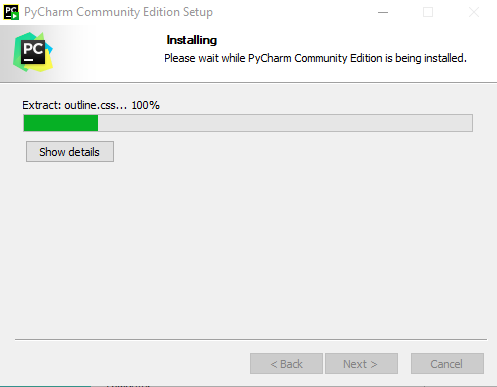 PyCharm Community Edition Setup
PC
Installing
Please wait while PyCharm Community Edition is being installed.
Extract: outline.css... 100%
Show details
< Back
Next >
Cancel